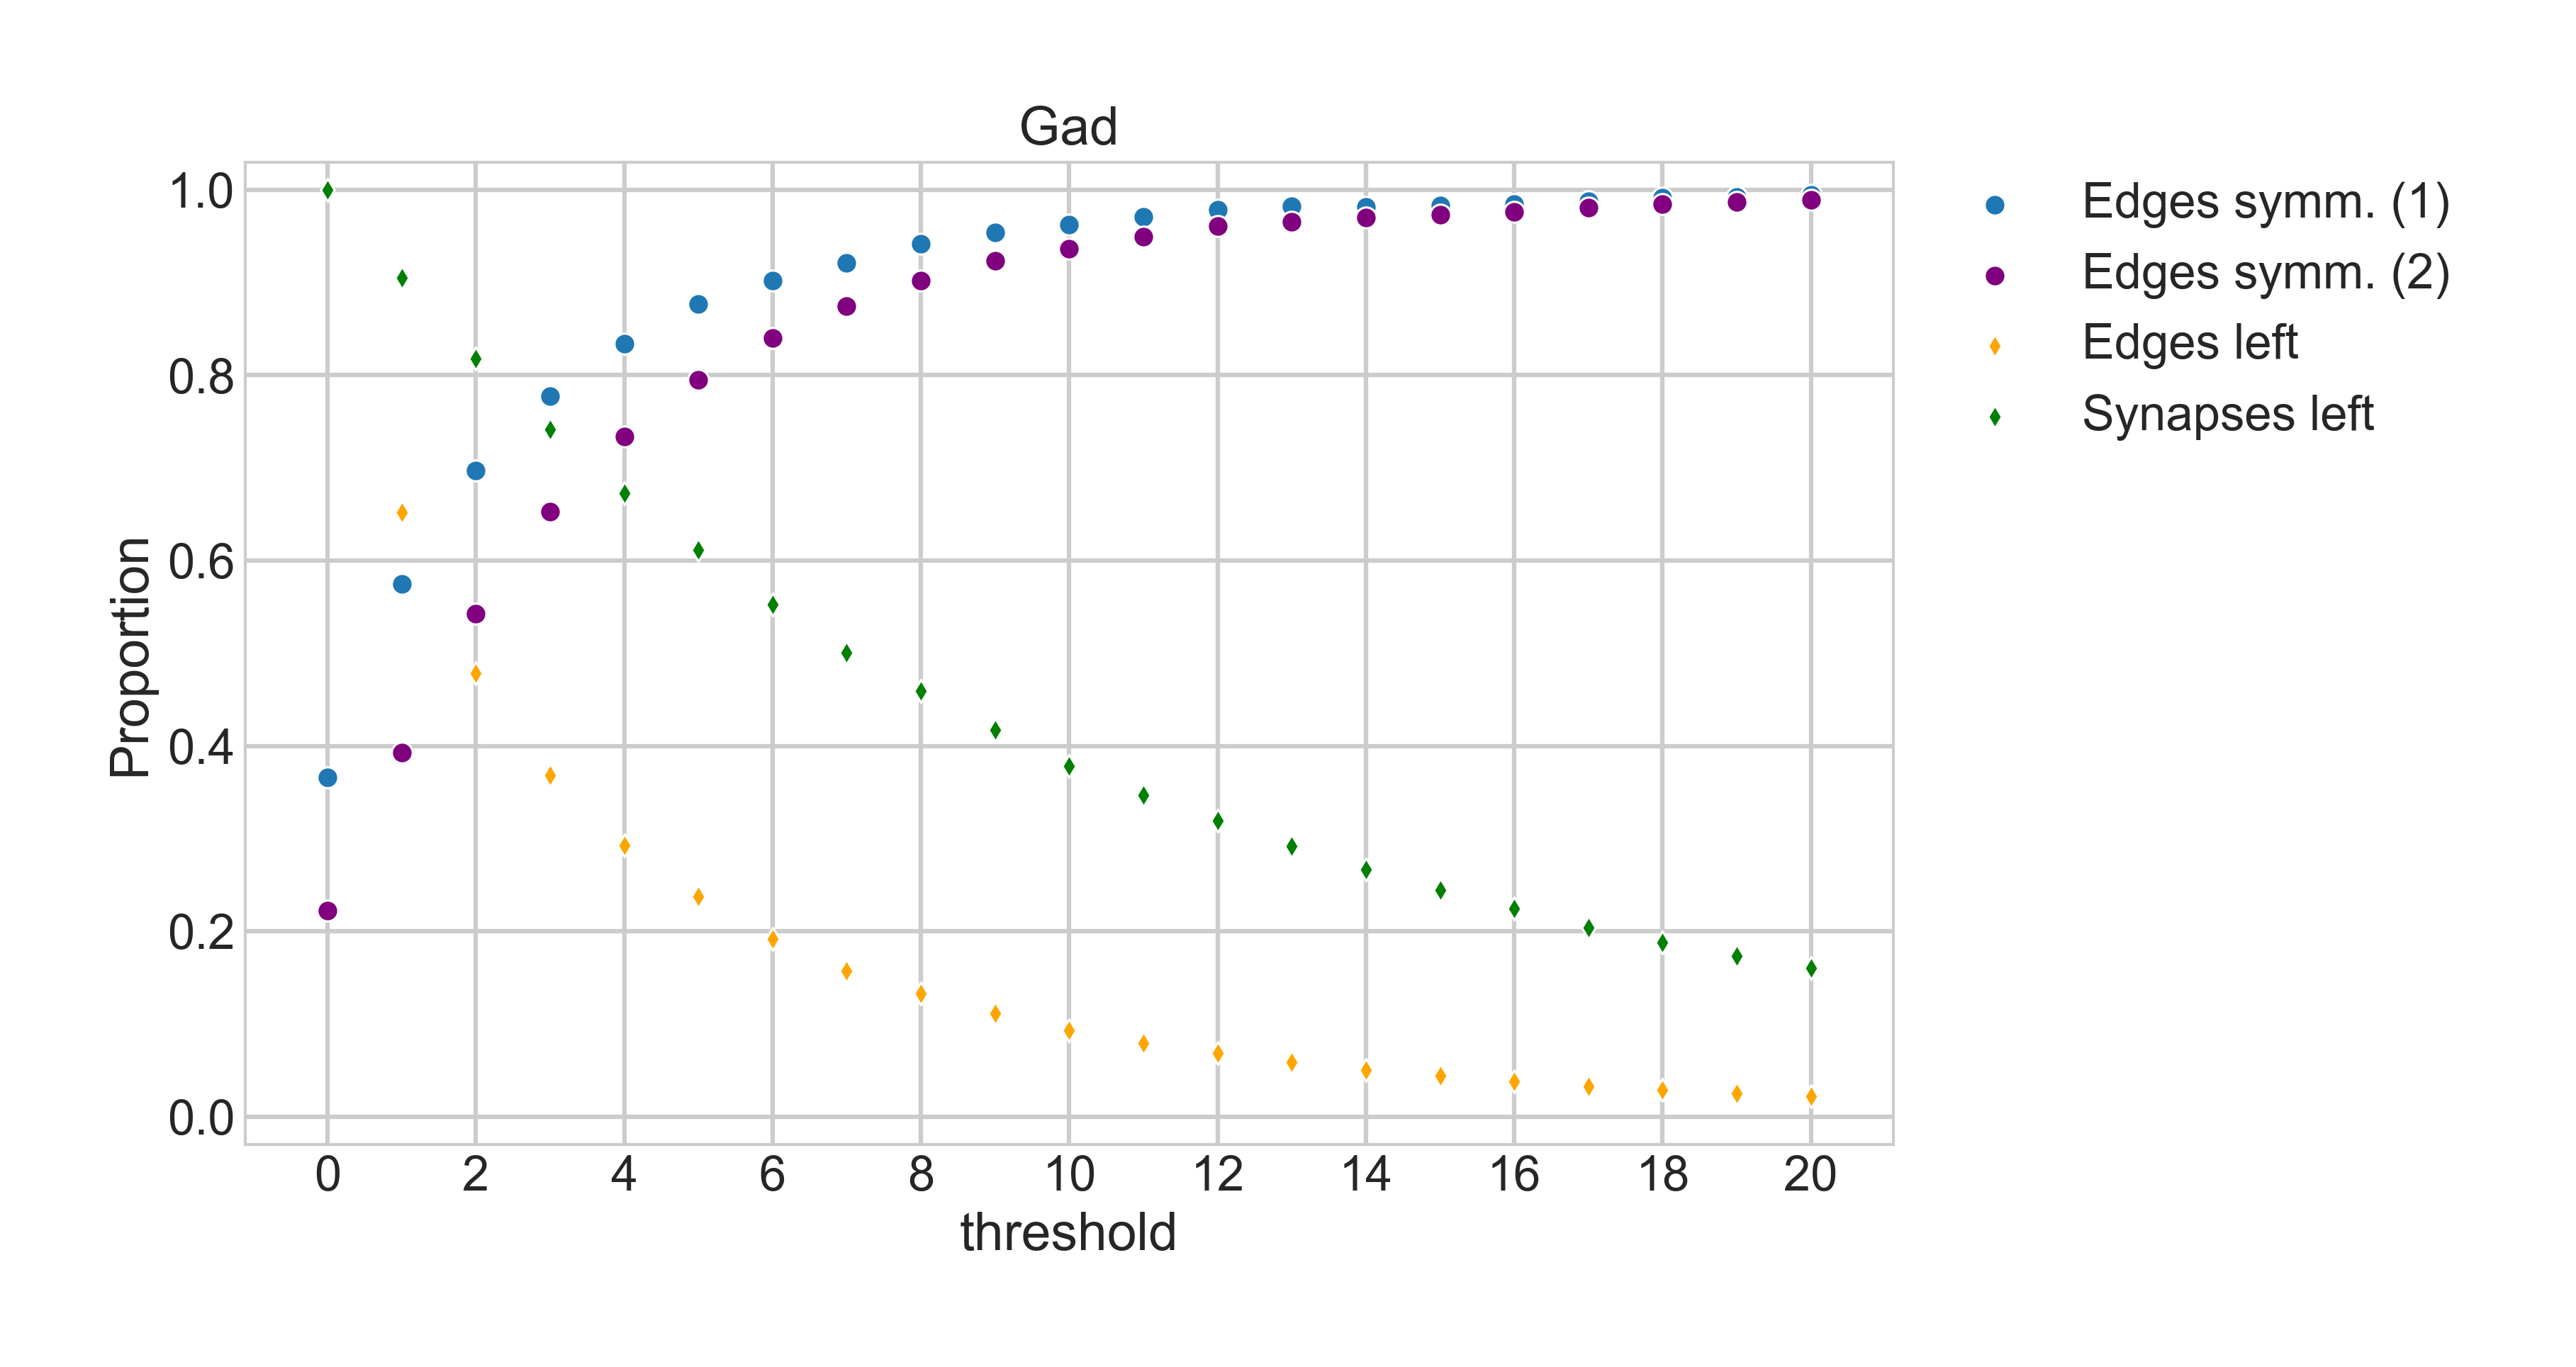 Gad
1.0
0.8
0.6
0.4
0.2
0.0
Proportion
0 2 4 6 8 10 12 14 16 18 20
threshold
Edges symm. (1)
Edges symm. (2)
Edges left
Synapses left